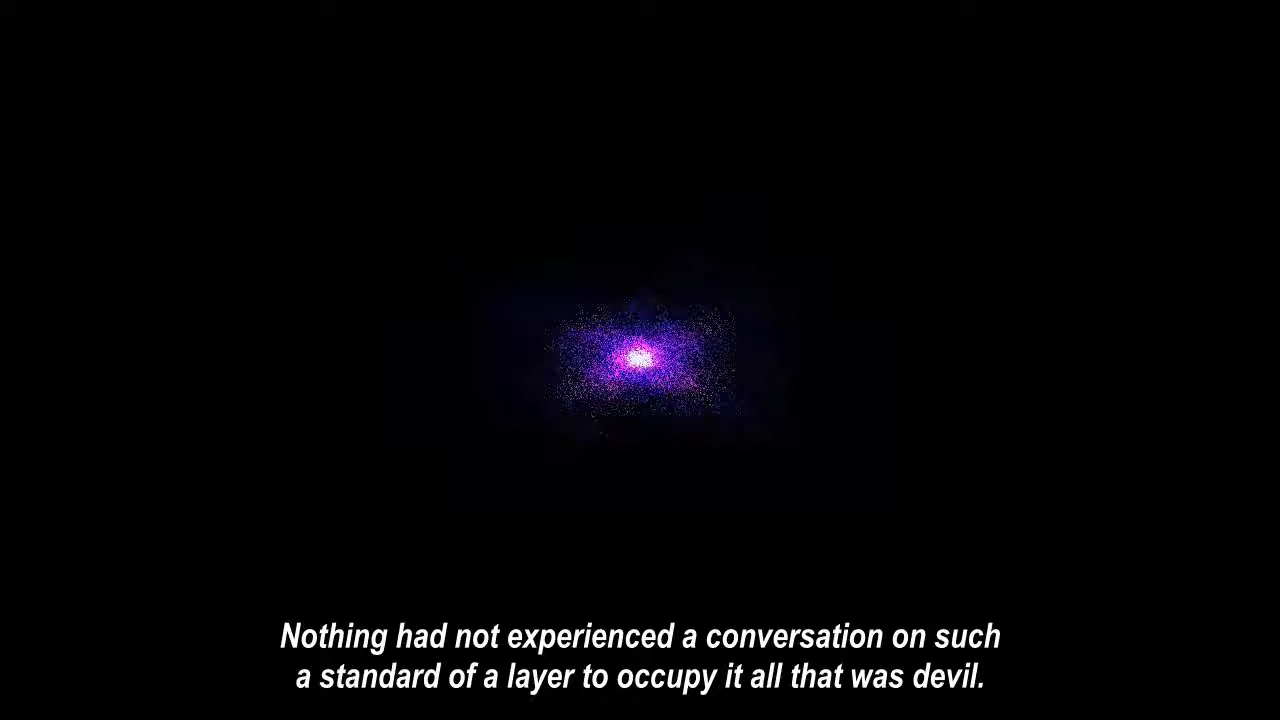 Nothing had not experienced a conversation on such
a standard of a layer to occupy it all that was devil.